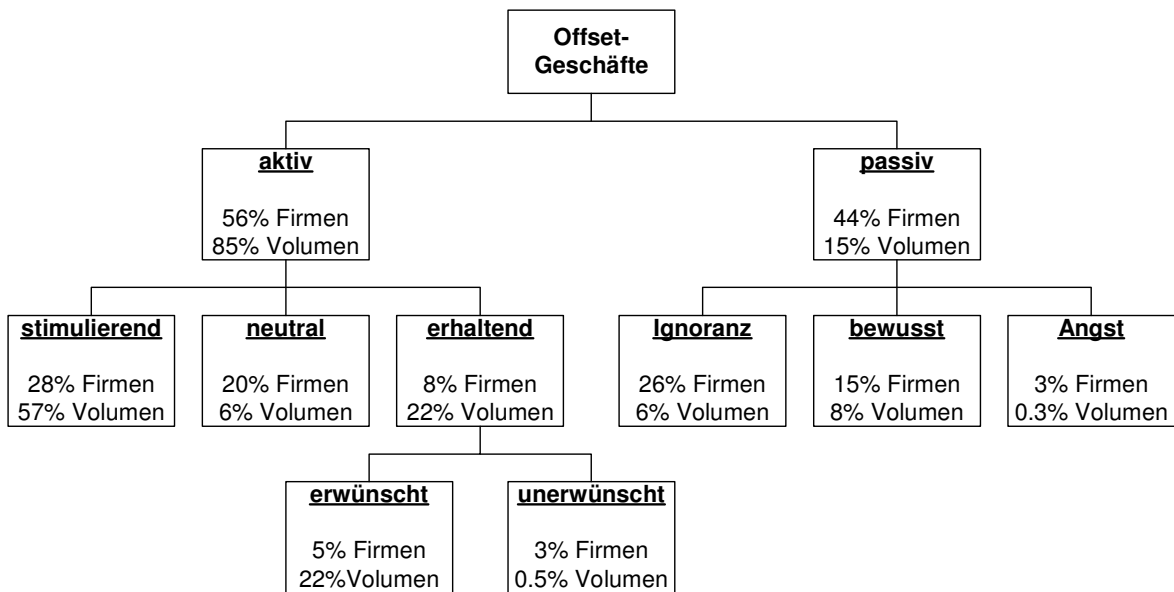 Offset-
Geschäfte
aktiv
56% Firmen
85% Volumen
passiv
44% Firmen
15% Volumen
stimulierend
28% Firmen
57% Volumen
neutral
20% Firmen
6% Volumen
erhaltend
8% Firmen
22% Volumen
Ignoranz
26% Firmen
6% Volumen
bewusst
15% Firmen
8% Volumen
Angst
3% Firmen
0.3% Volumen
erwünscht
5% Firmen
22%Volumen
unerwünscht
3% Firmen
0.5% Volumen